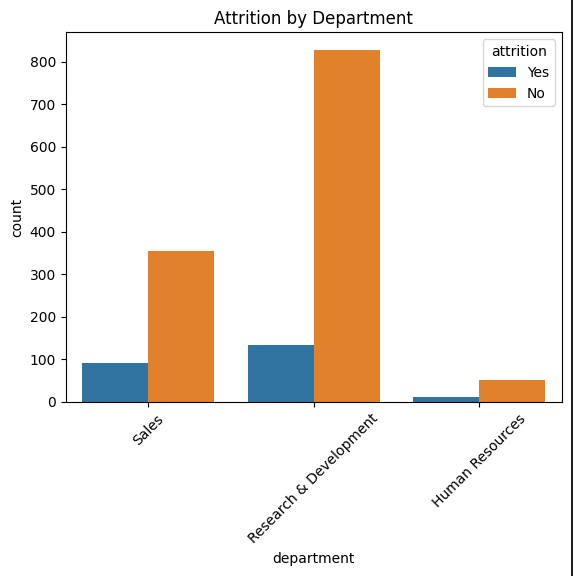 Attrition by Department
attrition
Yes
No
count
800
700
600
500
400
300
200
100
0
Sales
Research & Development
Human Resources
department